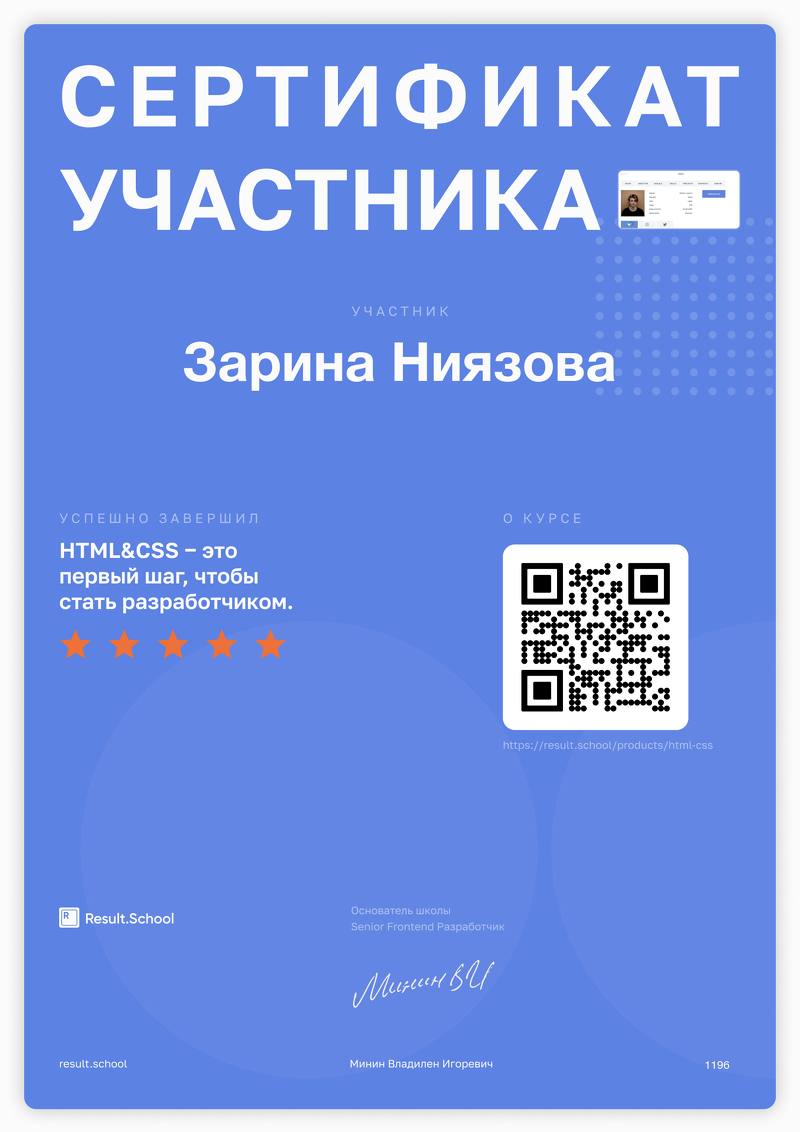 СЕРТИФИКАТ
УЧАСТНИКА
УЧАСТНИК
Зарина Ниязова
УСПЕШНО ЗАВЕРШИЛ
HTML&CSS – это
первый шаг, чтобы
стать разработчиком.
О КУРСЕ
https://result.school/products/html-css
R
Result.School
Основатель школы
Senior Frontend Разработчик
Минин ВИ
result.school
Минин Владилен Игоревич
1196